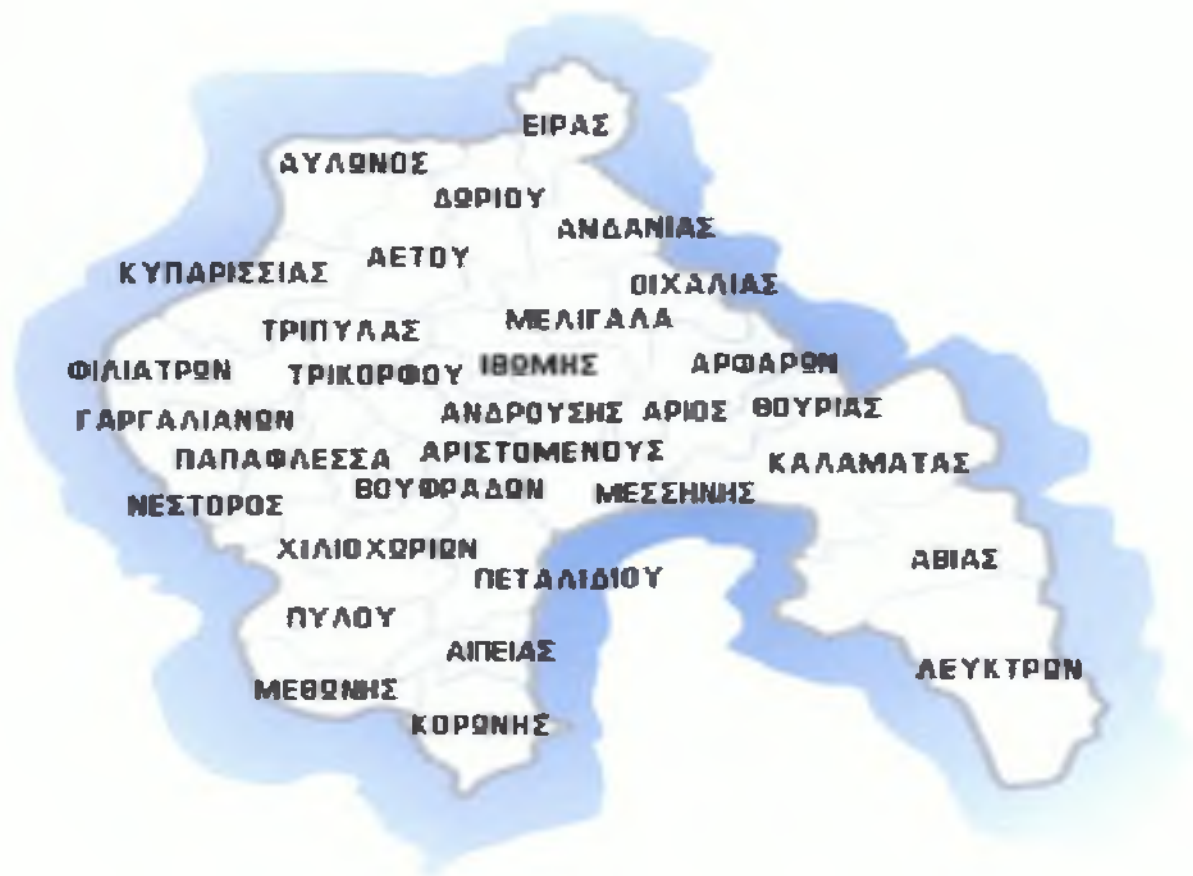 ΕΙΡΑΣ
ΑΥΛΩΝΟΣ
ΔΩΡΙΟΥ
ΑΝΔΑΝΙΑΣ
ΑΕΤΟΥ
ΚΥΠΑΡΙΣΣΙΑΣ
ΟΙΧΑΛΙΑΣ
ΤΡΙΠΥΛΑΣ
ΜΕΛΙΓΑΛΑ
ΦΙΛΙΑΤΡΩΝ
ΤΡΙΚΟΡΦΟΥ
ΙΘΩΜΗΣ
ΑΡΦΑΡΩΝ
ΓΑΡΓΑΛΙΑΝΩΝ
ΑΝΔΡΟΥΣΗΣ
ΑΡΙΟΣ
ΘΟΥΡΙΑΣ
ΠΑΠΑΦΛΕΣΣΑ
ΑΡΙΣΤΟΜΕΝΟΥΣ
ΚΑΛΑΜΑΤΑΣ
ΝΕΣΤΟΡΟΣ
ΒΟΥΦΡΑΔΩΝ
ΜΕΣΣΗΝΗΣ
ΧΙΛΙΟΧΩΡΙΩΝ
ΑΒΙΑΣ
ΠΕΤΑΛΙΔΙΟΥ
ΠΥΛΟΥ
ΑΙΠΕΙΑΣ
ΛΕΥΚΤΡΩΝ
ΜΕΘΩΝΗΣ
ΚΟΡΩΝΗΣ